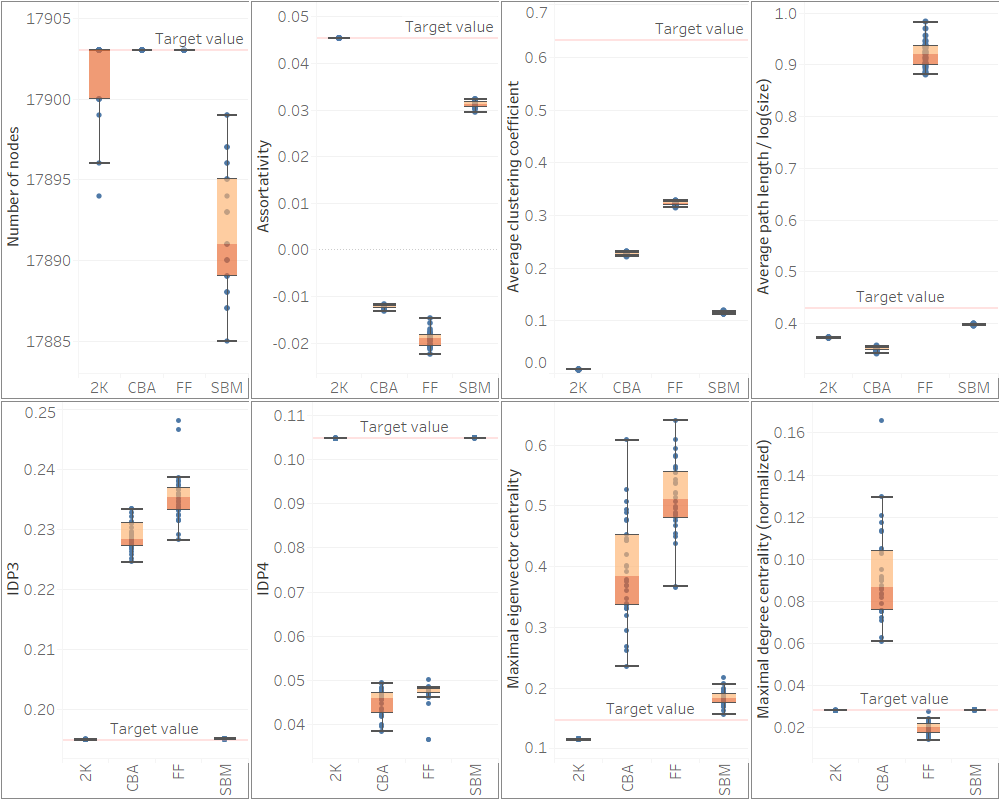 Number of nodes
17905
17900
17895
17890
17885
Target value
2K CBA FF SBM
Assortativity
0.05
0.04
0.03
0.02
0.01
0.00
-0.01
-0.02
Target value
2K CBA FF SBM
Average clustering coefficient
0.7
0.6
0.5
0.4
0.3
0.2
0.1
0.0
Target value
2K CBA FF SBM
Average path length / log(size)
1.0
0.9
0.8
0.7
0.6
0.5
0.4
Target value
2K CBA FF SBM
IDP3
0.25
0.24
0.23
0.22
0.21
0.20
Target value
2K CBA FF SBM
IDP4
0.11
0.10
0.09
0.08
0.07
0.06
0.05
0.04
Target value
2K CBA FF SBM
Maximal eigenvector centrality
0.6
0.5
0.4
0.3
0.2
0.1
Target value
2K CBA FF SBM
Maximal degree centrality (normalized)
0.16
0.14
0.12
0.10
0.08
0.06
0.04
0.02
Target value
2K CBA FF SBM